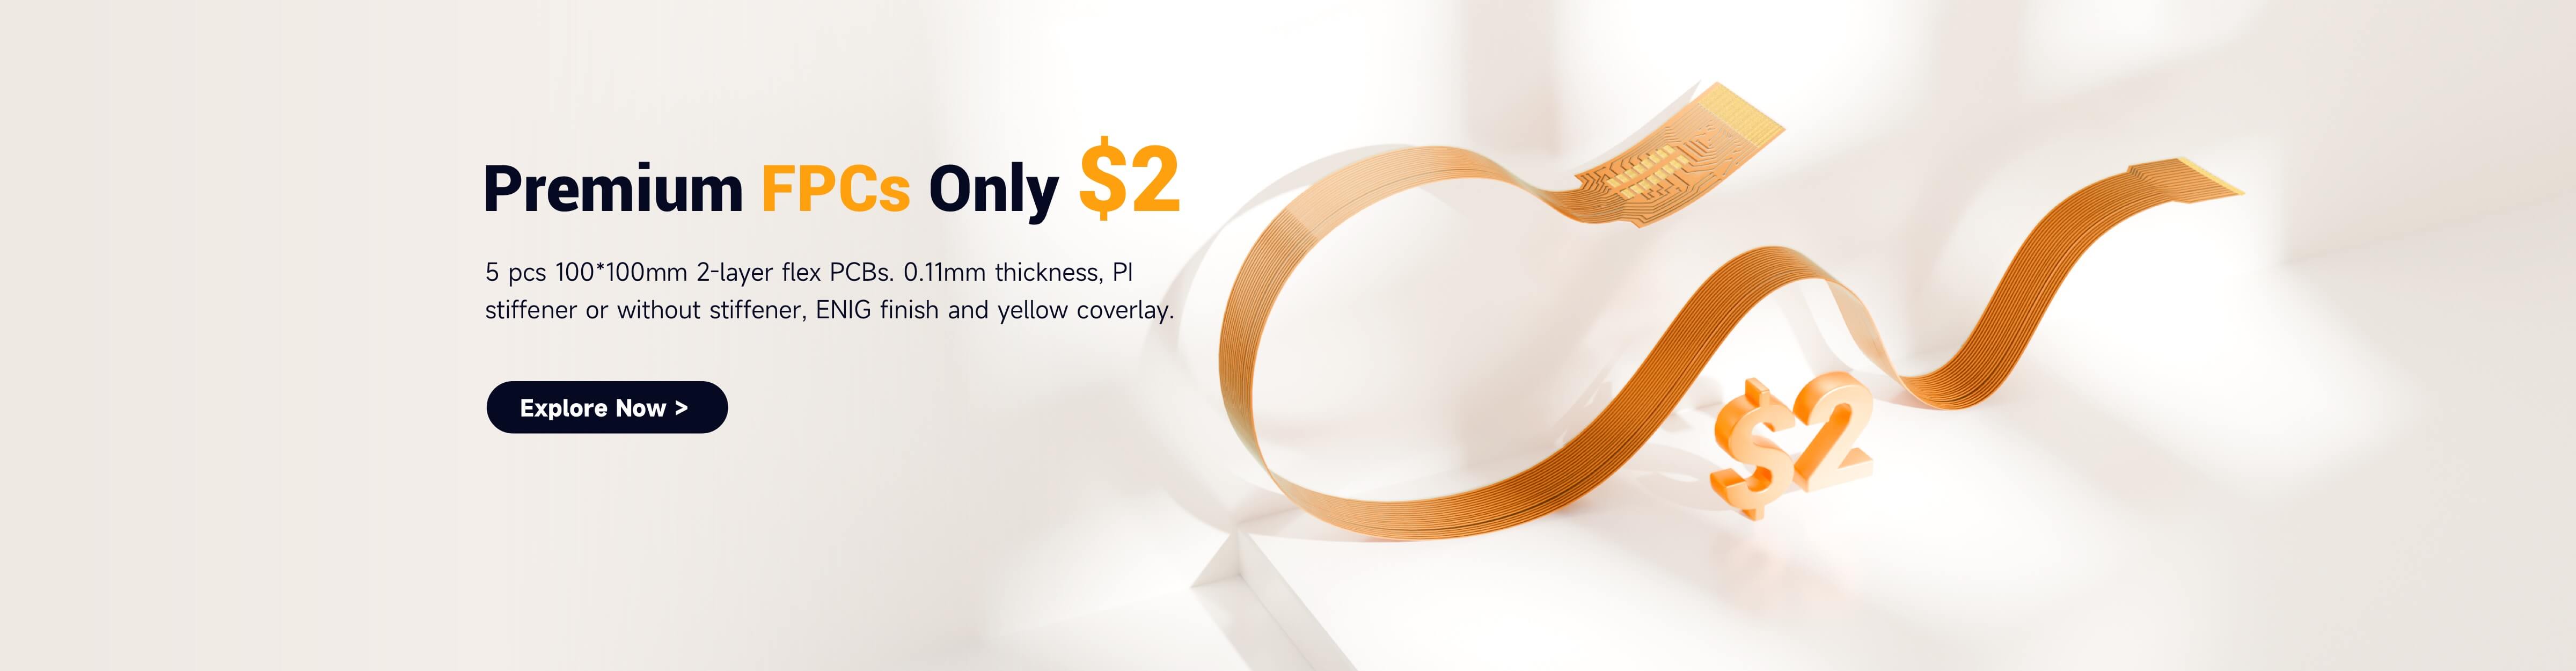 Premium FPCs Only $2
5 pcs 100*100mm 2-layer flex PCBs. 0.11mm thickness, PI
stiffener or without stiffener, ENIG finish and yellow coverlay.
Explore Now >
$2